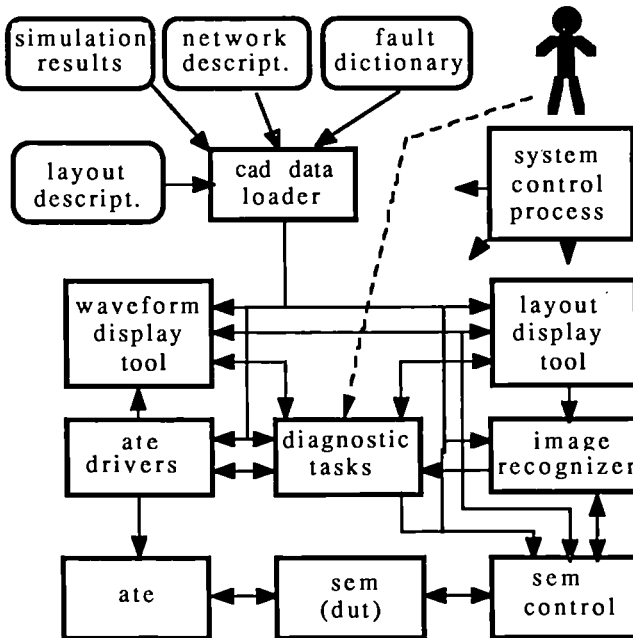 simulation
results
network
descript.
fault
dictionary
layout
descript.
cad data
loader
system
control
process
waveform
display
tool
layout
display
tool
ate
drivers
diagnostic
tasks
image
recognizer
ate
sem
(dut)
sem
control